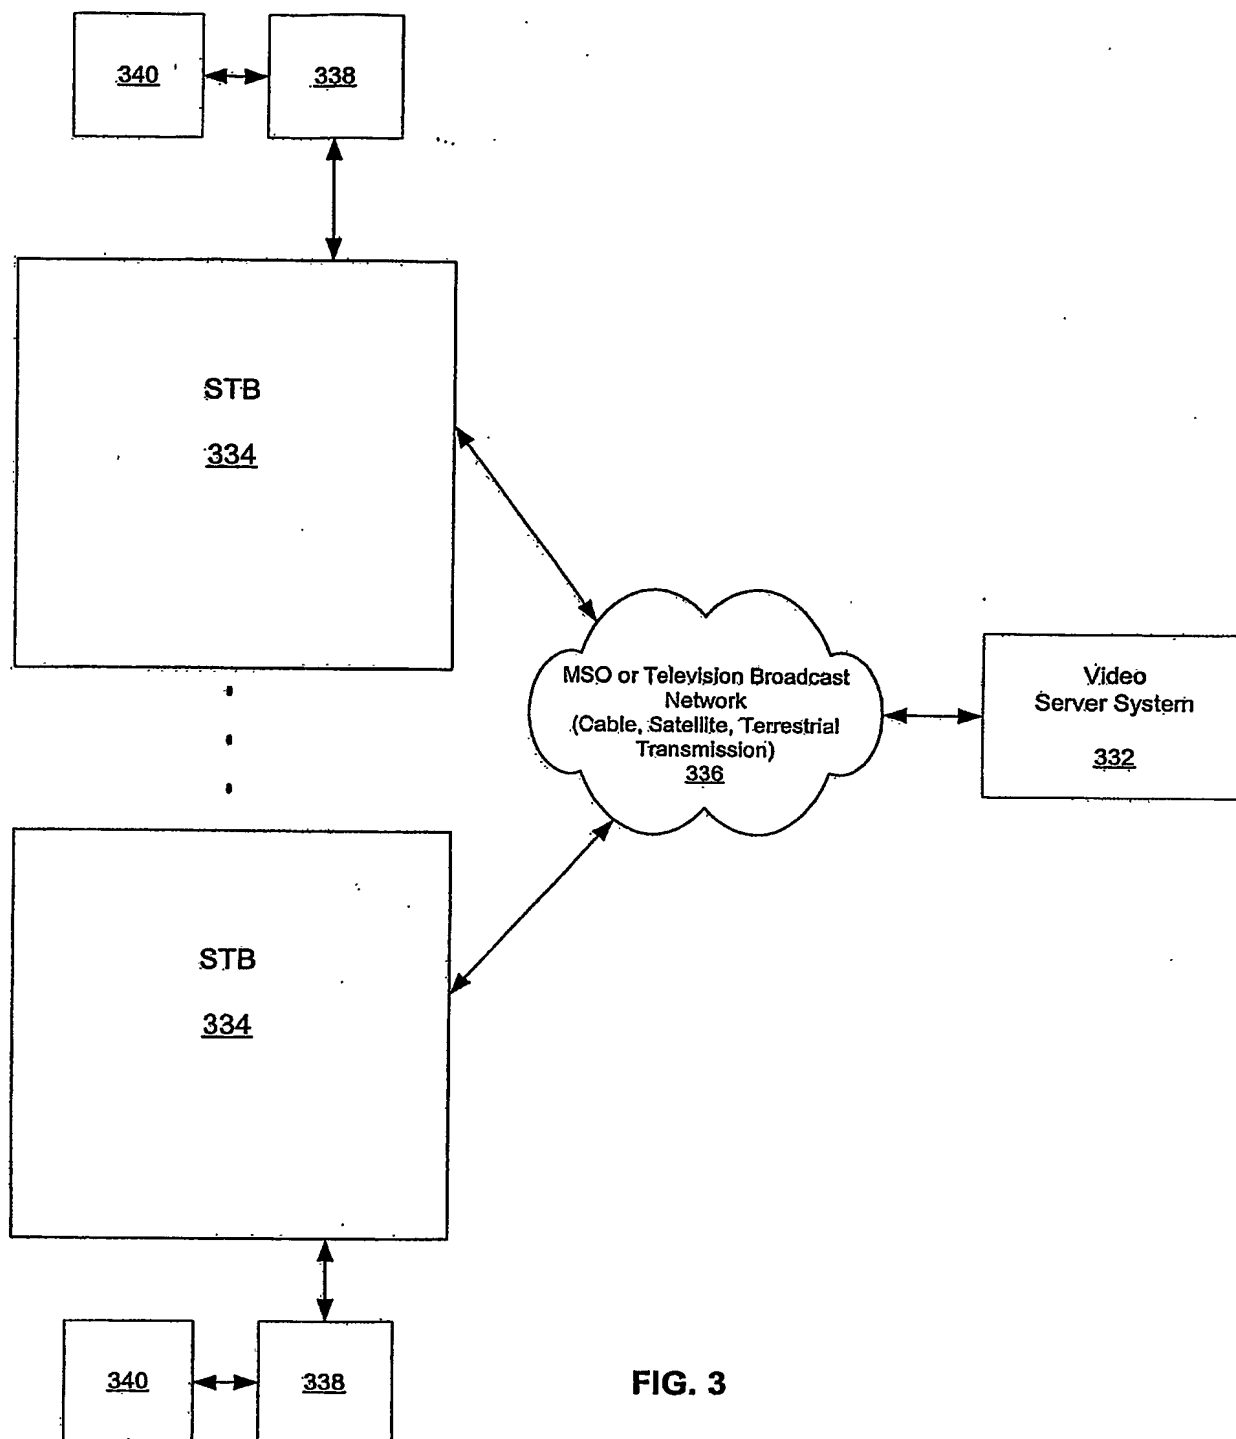 340
338
STB
334
MSO or Television Broadcast
Network
(Cable, Satellite, Terrestrial
Transmission)
336
Video
Server System
332
STB
334
340
338
FIG. 3